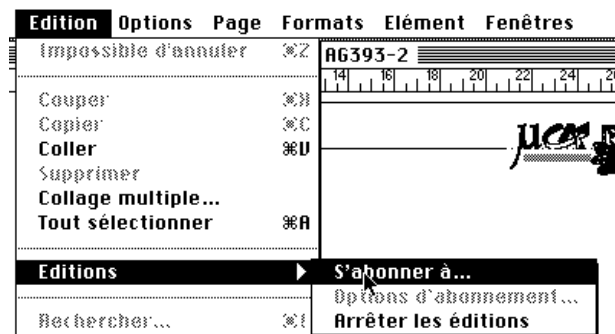 Edition Options Page Formats Elément Fenêtres
Impossible d'annuler ⌘Z
AG393-2
14 16 18 20 22 24
Couper ⌘X
Copier ⌘C
Coller ⌘V
Supprimer
Collage multiple...
Tout sélectionner ⌘A
Editions
S'abonner à...
Options d'abonnement...
Rechercher...
Arrêter les éditions